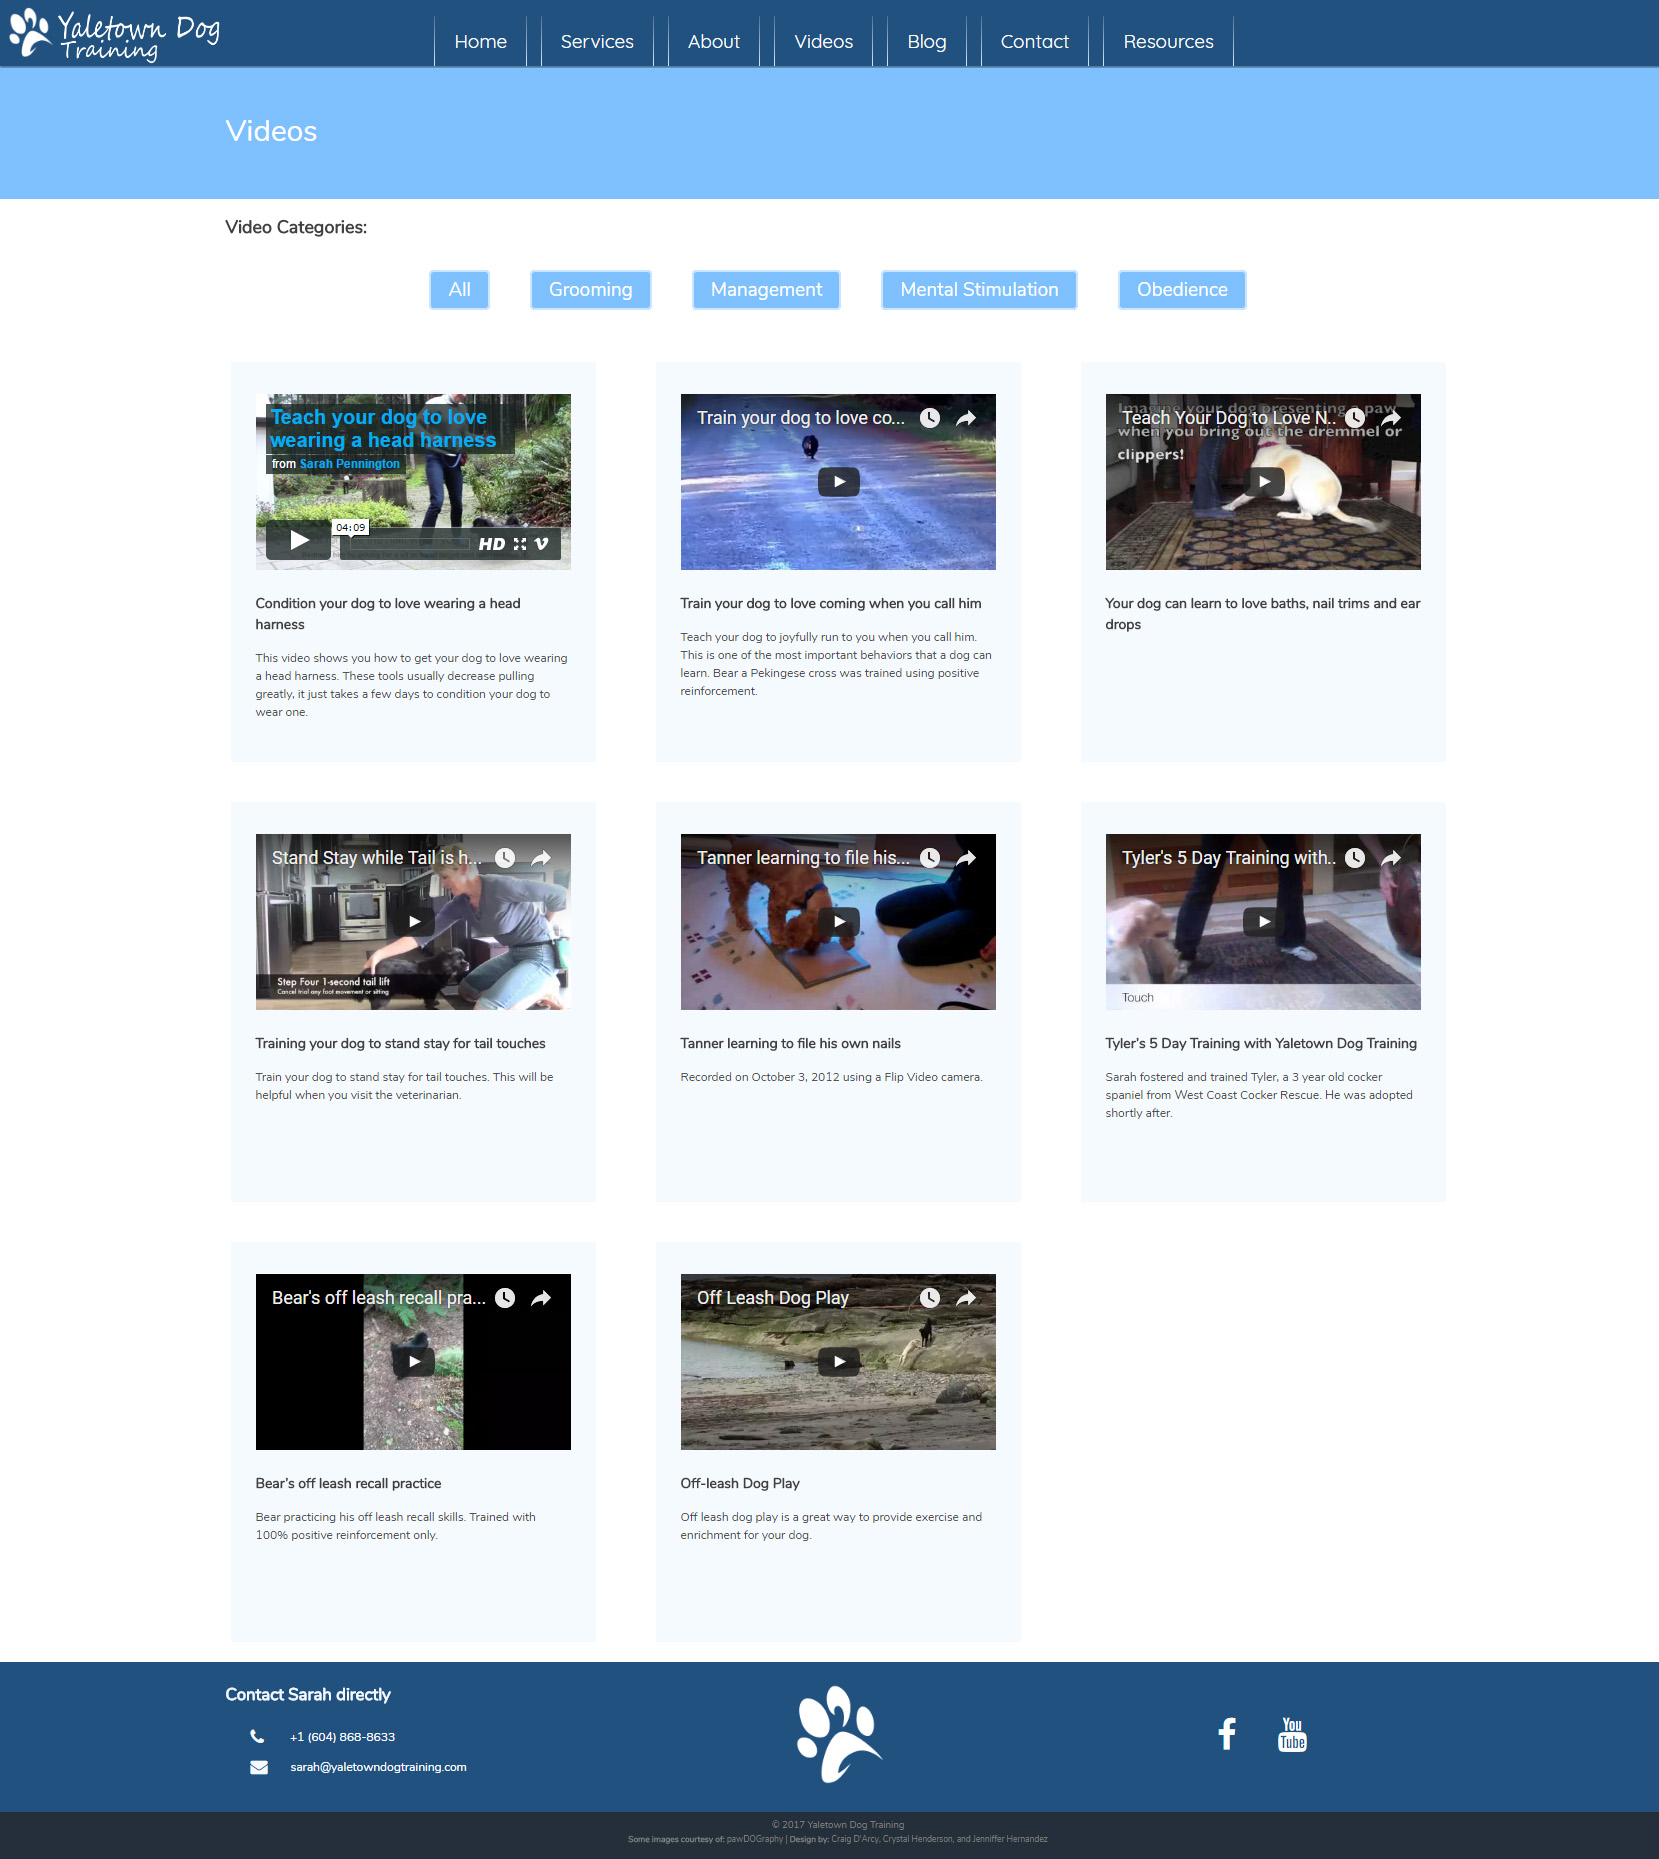 Yaletown Dog
Training
Home
Services
About
Videos
Blog
Contact
Resources
Videos
Video Categories:
All
Grooming
Management
Mental Stimulation
Obedience
Teach your dog to love
wearing a head harness
from Sarah Pennington
04:09
HD
Condition your dog to love wearing a head
harness
This video shows you how to get your dog to love wearing
a head harness. These tools usually decrease pulling
greatly, it just takes a few days to condition your dog to
wear one.
Train your dog to love co...
Train your dog to love coming when you call him
Teach your dog to joyfully run to you when you call him.
This is one of the most important behaviors that a dog can
learn. Bear a Pekingese cross was trained using positive
reinforcement.
Teach Your Dog to Love N...
Imagine your dog presenting a paw
when you bring out the dremmel or
clippers!
Your dog can learn to love baths, nail trims and ear
drops
Stand Stay while Tail is h...
Step Four 1-second tail lift
Cancel trial any foot movement or sitting
Training your dog to stand stay for tail touches
Train your dog to stand stay for tail touches. This will be
helpful when you visit the veterinarian.
Tanner learning to file his...
Tanner learning to file his own nails
Recorded on October 3, 2012 using a Flip Video camera.
Tyler's 5 Day Training with...
Touch
Tyler's 5 Day Training with Yaletown Dog Training
Sarah fostered and trained Tyler, a 3 year old cocker
spaniel from West Coast Cocker Rescue. He was adopted
shortly after.
Bear's off leash recall pra...
Bear's off leash recall practice
Bear practicing his off leash recall skills. Trained with
100% positive reinforcement only.
Off Leash Dog Play
Off-leash Dog Play
Off leash dog play is a great way to provide exercise and
enrichment for your dog.
Contact Sarah directly
+1 (604) 868-8633
sarah@yaletowndogtraining.com
You
Tube
© 2017 Yaletown Dog Training
Some images courtesy of: pawDOGraphy | Design by: Craig D'Arcy, Crystal Henderson, and Jenniffer Hernandez